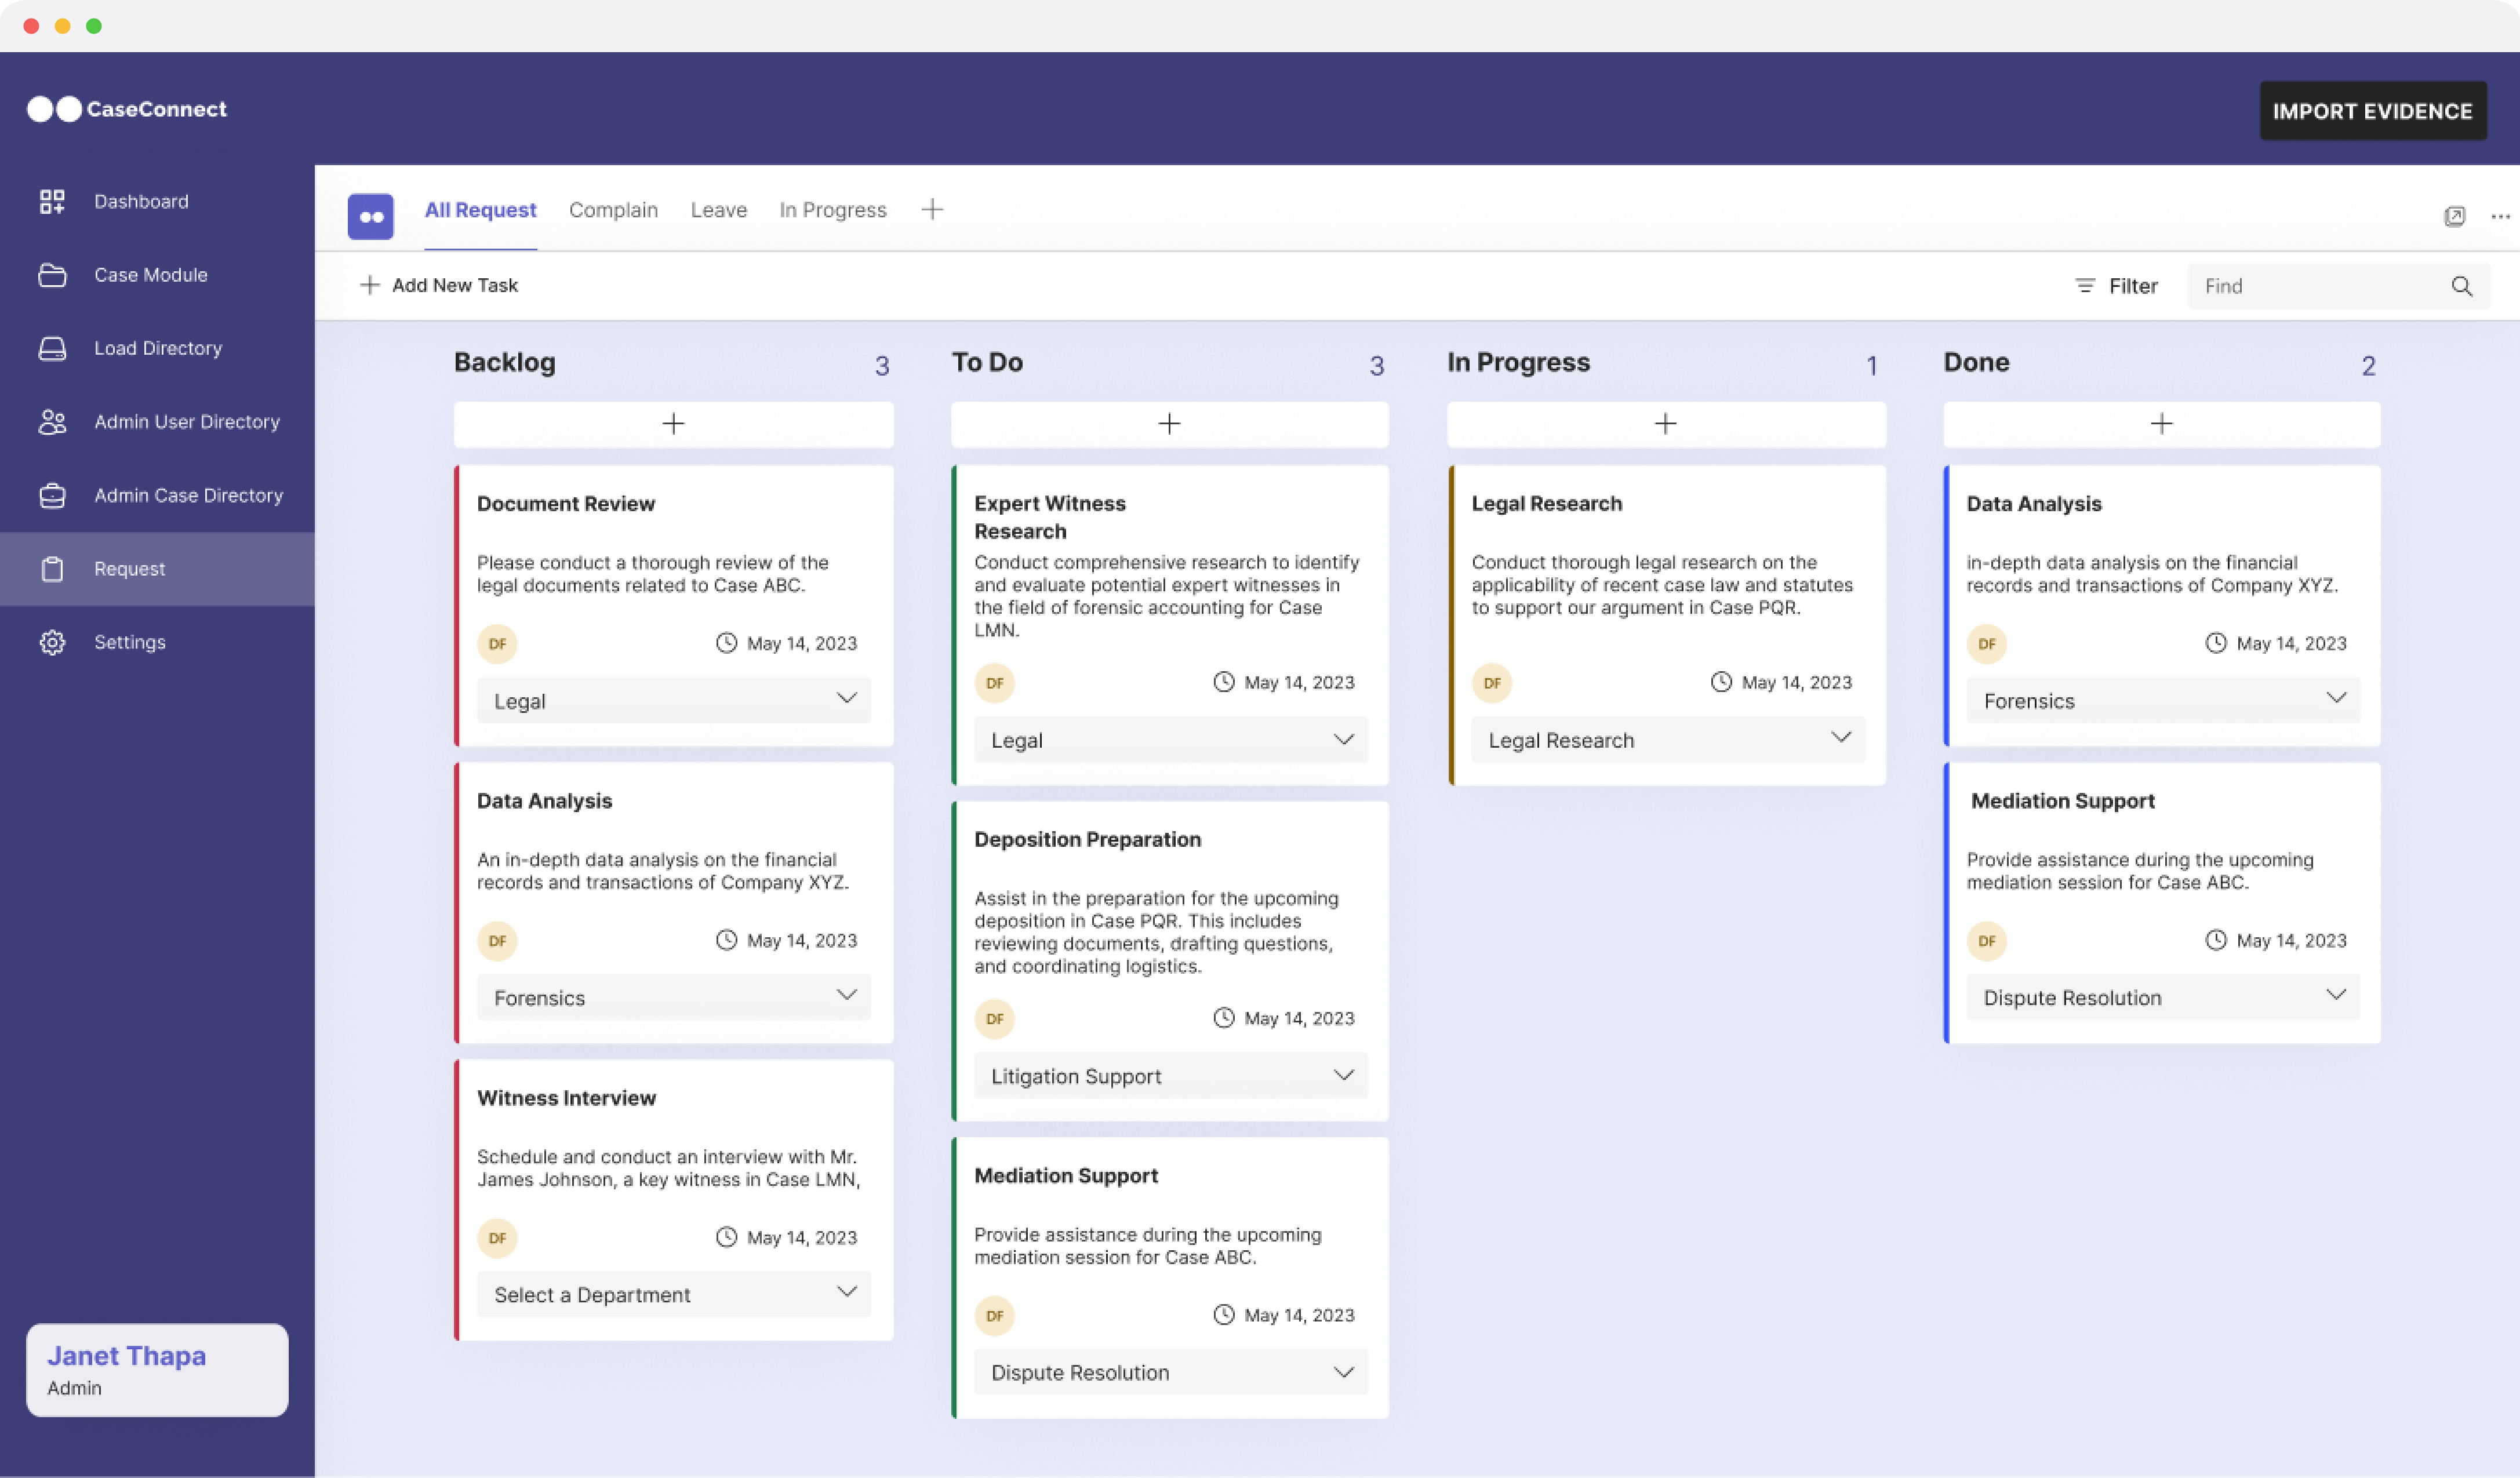 CaseConnect
IMPORT EVIDENCE
Dashboard
Case Module
Load Directory
Admin User Directory
Admin Case Directory
Request
Settings
Janet Thapa
Admin
All Request
Complain
Leave
In Progress
Add New Task
Filter
Find
Backlog
3
Document Review
Please conduct a thorough review of the
legal documents related to Case ABC.
DF
May 14, 2023
Legal
Data Analysis
An in-depth data analysis on the financial
records and transactions of Company XYZ.
DF
May 14, 2023
Forensics
Witness Interview
Schedule and conduct an interview with Mr.
James Johnson, a key witness in Case LMN,
DF
May 14, 2023
Select a Department
To Do
3
Expert Witness
Research
Conduct comprehensive research to identify
and evaluate potential expert witnesses in
the field of forensic accounting for Case
LMN.
DF
May 14, 2023
Legal
Deposition Preparation
Assist in the preparation for the upcoming
deposition in Case PQR. This includes
reviewing documents, drafting questions,
and coordinating logistics.
DF
May 14, 2023
Litigation Support
Mediation Support
Provide assistance during the upcoming
mediation session for Case ABC.
DF
May 14, 2023
Dispute Resolution
In Progress
1
Legal Research
Conduct thorough legal research on the
applicability of recent case law and statutes
to support our argument in Case PQR.
DF
May 14, 2023
Legal Research
Done
2
Data Analysis
in-depth data analysis on the financial
records and transactions of Company XYZ.
DF
May 14, 2023
Forensics
Mediation Support
Provide assistance during the upcoming
mediation session for Case ABC.
DF
May 14, 2023
Dispute Resolution